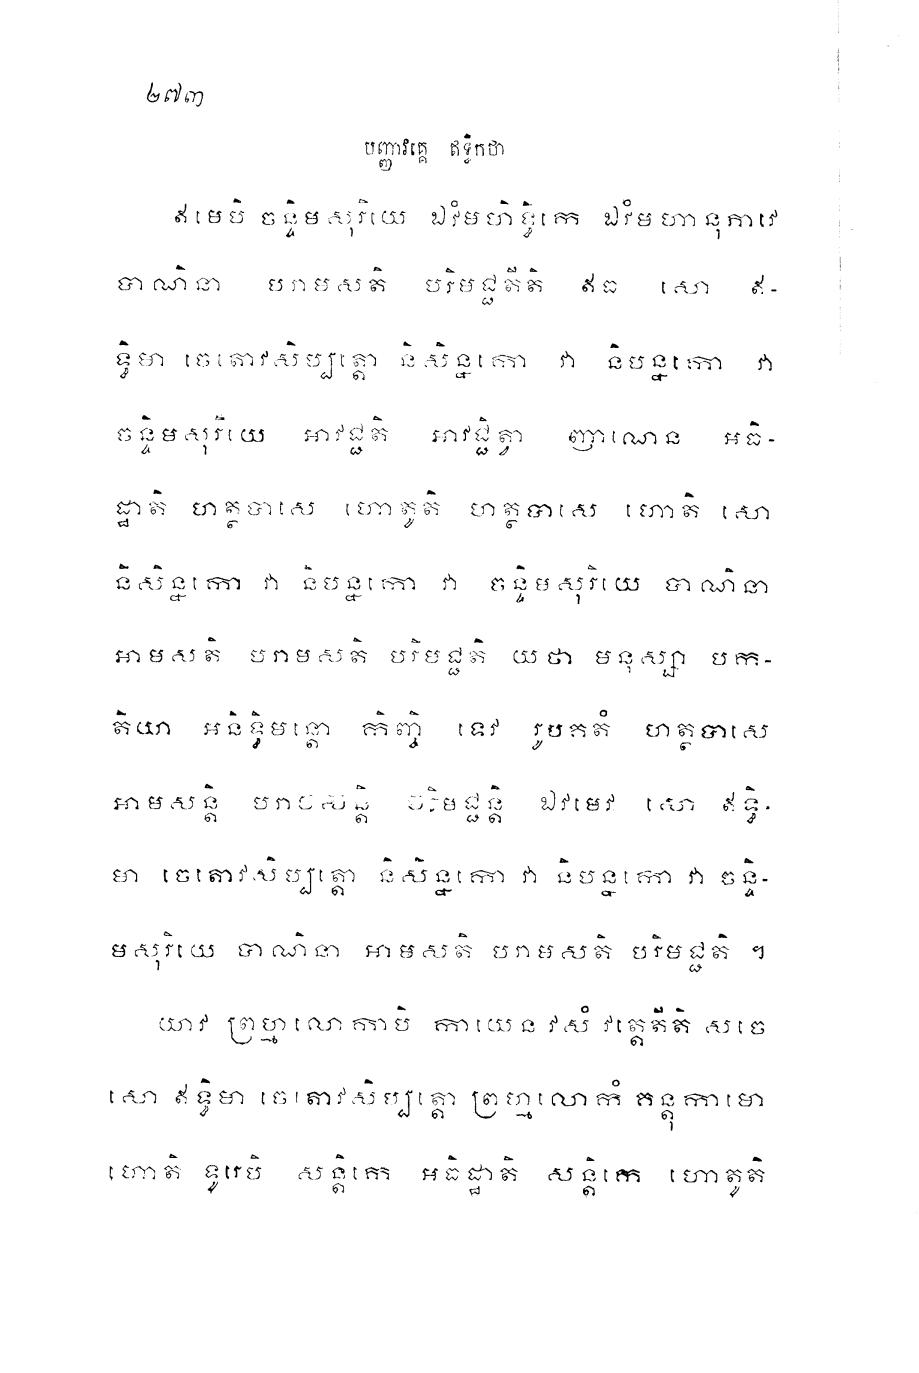 ២៧៣
បញ្ញាវគ្គេ ឥទ្ធិកថា
ឥមេបិ ចន្ទិមសុរិយេ ឯវំមហិទ្ធិកេ ឯវំមហានុភាវេ
បាណិនា បរាមសតិ បរិមជ្ជតីតិ ឥធ សោ ឥ-
ទ្ធិមា ចេតោវសិប្បត្តោ និសិន្នកោ វា និបន្នកោ វា
ចន្ទិមសុរិយេ អាវជ្ជតិ អាវជ្ជិត្វា ញាណេន អធិ-
ដ្ឋាតិ ហត្ថបាសេ ហោតូតិ ហត្ថបាសេ ហោតិ សោ
និសិន្នកោ វា និបន្នកោ វា ចន្ទិមសុរិយេ បាណិនា
អាមសតិ បរាមសតិ បរិមជ្ជតិ យថា មនុស្សា បក-
តិយា អនិទ្ធិមន្តោ កិញ្ចិ ទេវ រូបគតំ ហត្ថបាសេ
អាមសន្តិ បរាមសន្តិ បរិមជ្ជន្តិ ឯវមេវ សោ ឥទ្ធិ-
មា ចេតោវសិប្បត្តោ និសិន្នកោ វា និបន្នកោ វា ចន្ទិ-
មសុរិយេ បាណិនា អាមសតិ បរាមសតិ បរិមជ្ជតិ ។
យាវ ព្រហ្មលោកាបិ កាយេន វសំ វត្តេតីតិ សចេ
សោ ឥទ្ធិមា ចេតោវសិប្បត្តោ ព្រហ្មលោកំ គន្តុកាមោ
ហោតិ ទូរេបិ សន្តិកេ អធិដ្ឋាតិ សន្តិកេ ហោតូតិ